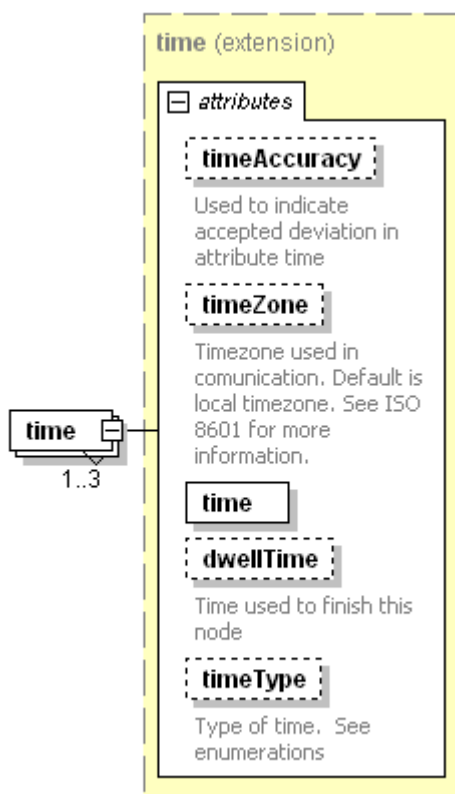 time (extension)
attributes
timeAccuracy
Used to indicate
accepted deviation in
attribute time
timeZone
Timezone used in
comunication. Default is
local timezone. See ISO
8601 for more
information.
time
1..3
time
dwellTime
Time used to finish this
node
timeType
Type of time.  See
enumerations